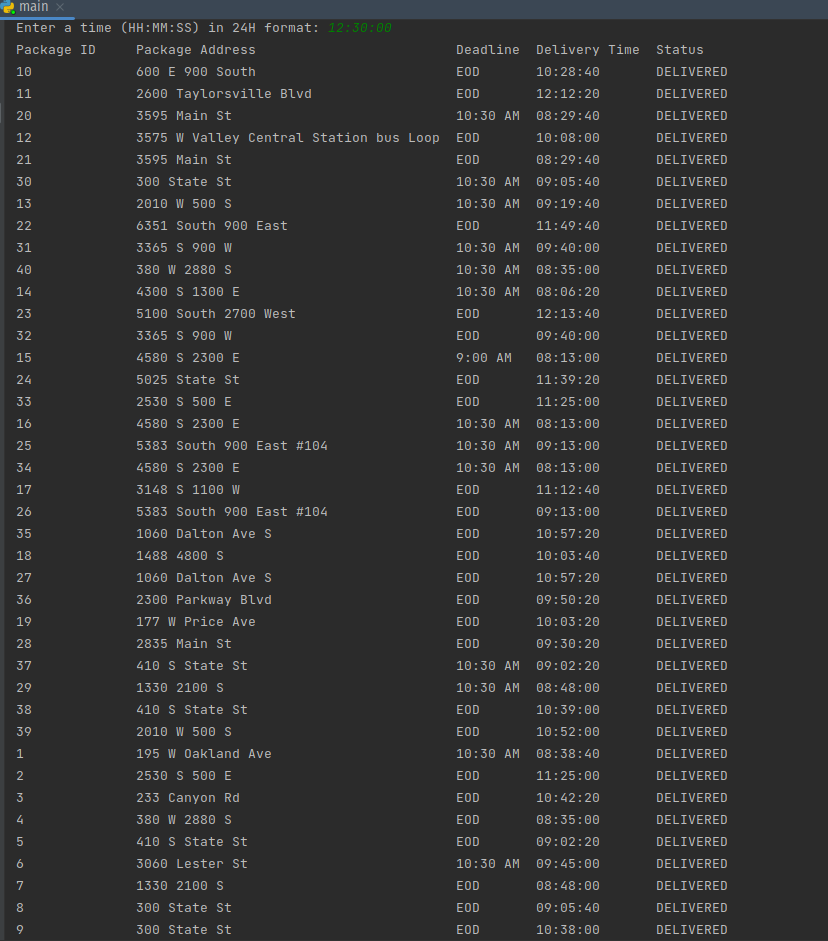 main
Enter a time (HH:MM:SS) in 24H format: 12:30:00
Package ID Package Address Deadline Delivery Time Status
10 600 E 900 South EOD 10:28:40 DELIVERED
11 2600 Taylorsville Blvd EOD 12:12:20 DELIVERED
20 3595 Main St 10:30 AM 08:29:40 DELIVERED
12 3575 W Valley Central Station bus Loop EOD 10:08:00 DELIVERED
21 3595 Main St EOD 08:29:40 DELIVERED
30 300 State St 10:30 AM 09:05:40 DELIVERED
13 2010 W 500 S 10:30 AM 09:19:40 DELIVERED
22 6351 South 900 East EOD 11:49:40 DELIVERED
31 3365 S 900 W 10:30 AM 09:40:00 DELIVERED
40 380 W 2880 S 10:30 AM 08:35:00 DELIVERED
14 4300 S 1300 E 10:30 AM 08:06:20 DELIVERED
23 5100 South 2700 West EOD 12:13:40 DELIVERED
32 3365 S 900 W EOD 09:40:00 DELIVERED
15 4580 S 2300 E 9:00 AM 08:13:00 DELIVERED
24 5025 State St EOD 11:39:20 DELIVERED
33 2530 S 500 E EOD 11:25:00 DELIVERED
16 4580 S 2300 E 10:30 AM 08:13:00 DELIVERED
25 5383 South 900 East #104 10:30 AM 09:13:00 DELIVERED
34 4580 S 2300 E 10:30 AM 08:13:00 DELIVERED
17 3148 S 1100 W EOD 11:12:40 DELIVERED
26 5383 South 900 East #104 EOD 09:13:00 DELIVERED
35 1060 Dalton Ave S EOD 10:57:20 DELIVERED
18 1488 4800 S EOD 10:03:40 DELIVERED
27 1060 Dalton Ave S EOD 10:57:20 DELIVERED
36 2300 Parkway Blvd EOD 09:50:20 DELIVERED
19 177 W Price Ave EOD 10:03:20 DELIVERED
28 2835 Main St EOD 09:30:20 DELIVERED
37 410 S State St 10:30 AM 09:02:20 DELIVERED
29 1330 2100 S 10:30 AM 08:48:00 DELIVERED
38 410 S State St EOD 10:39:00 DELIVERED
39 2010 W 500 S EOD 10:52:00 DELIVERED
1 195 W Oakland Ave 10:30 AM 08:38:40 DELIVERED
2 2530 S 500 E EOD 11:25:00 DELIVERED
3 233 Canyon Rd EOD 10:42:20 DELIVERED
4 380 W 2880 S EOD 08:35:00 DELIVERED
5 410 S State St EOD 09:02:20 DELIVERED
6 3060 Lester St 10:30 AM 09:45:00 DELIVERED
7 1330 2100 S EOD 08:48:00 DELIVERED
8 300 State St EOD 09:05:40 DELIVERED
9 300 State St EOD 10:38:00 DELIVERED